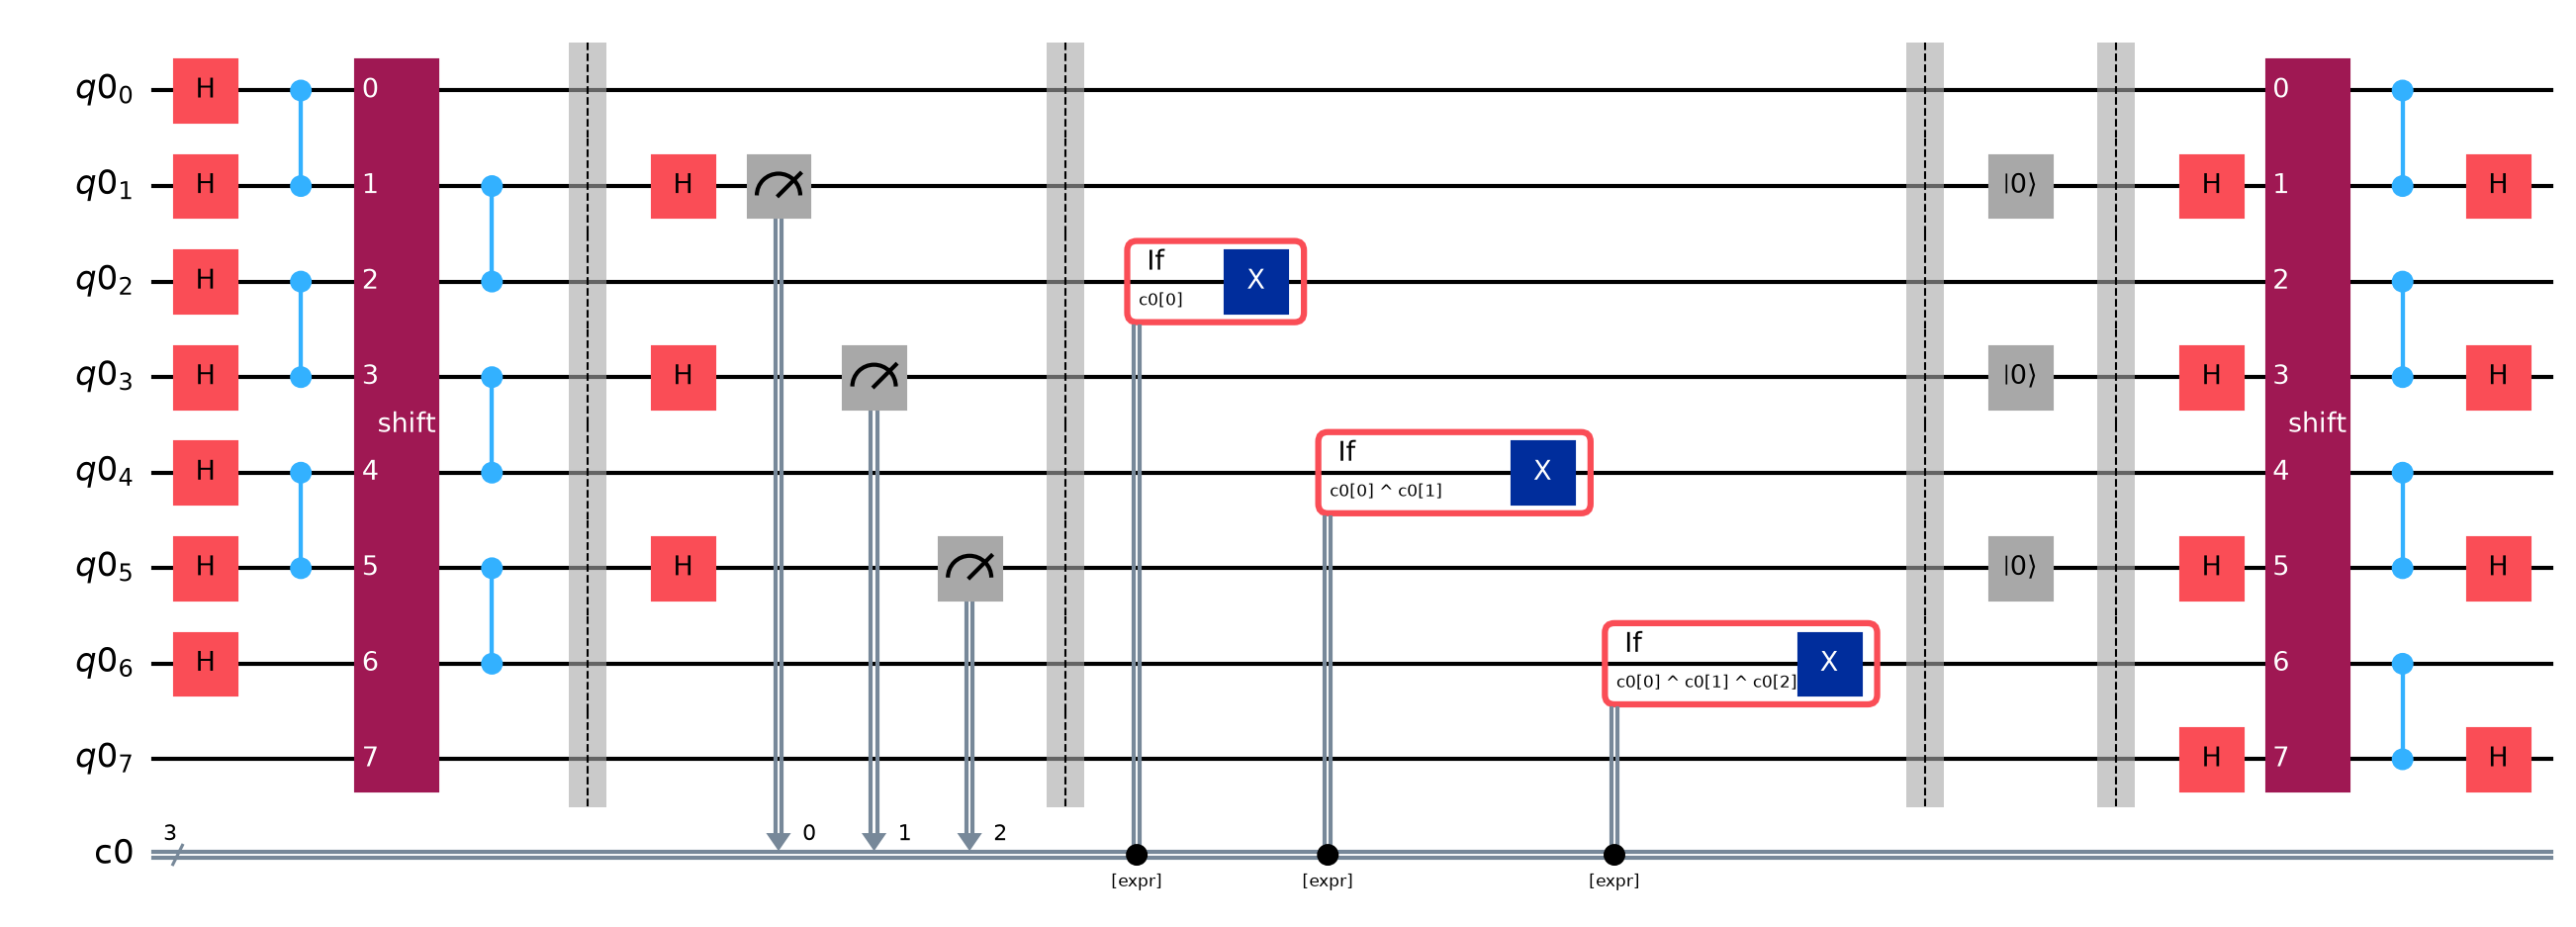 q0₀ H 0 0
q0₁ H 1 H |0⟩ H 1 H
If
q0₂ H 2 X 2
c0[0]
q0₃ H 3 H |0⟩ H 3 H
shift shift
If
q0₄ H 4 X 4
c0[0] ^ c0[1]
q0₅ H 5 H |0⟩ H 5 H
If
q0₆ H 6 X 6
c0[0] ^ c0[1] ^ c0[2]
q0₇ 7 H 7 H
3 0 1 2
c0
[expr] [expr] [expr]